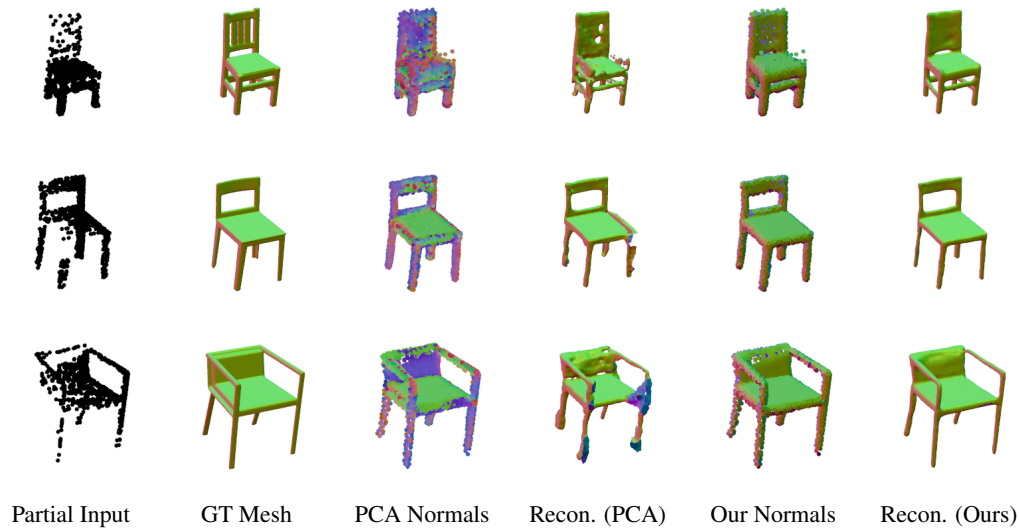 Partial Input GT Mesh PCA Normals Recon. (PCA) Our Normals Recon. (Ours)